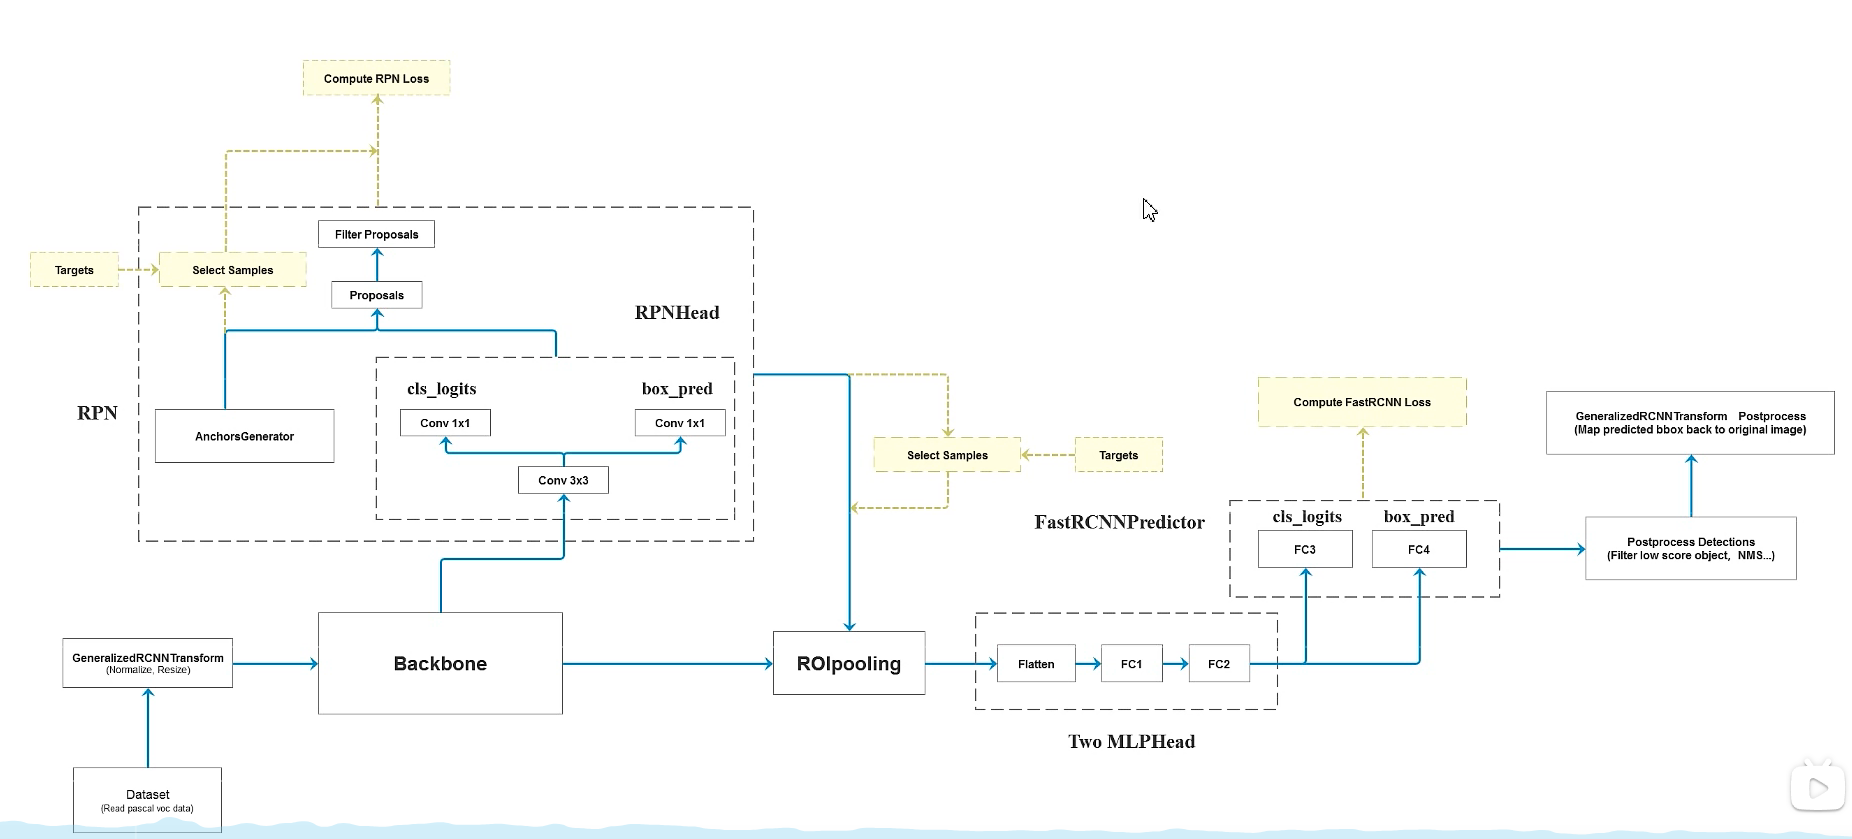 Compute RPN Loss
Filter Proposals
Targets
Select Samples
Proposals
RPNHead
cls_logits
box_pred
RPN
Conv 1x1
Conv 1x1
AnchorsGenerator
Conv 3x3
Compute FastRCNN Loss
GeneralizedRCNNTransform Postprocess
(Map predicted bbox back to original image)
Select Samples
Targets
FastRCNNPredictor
cls_logits
box_pred
FC3
FC4
Postprocess Detections
(Filter low score object, NMS...)
GeneralizedRCNNTransform
(Normalize, Resize)
Backbone
ROIpooling
Flatten
FC1
FC2
Two MLPHead
Dataset
(Read pascal voc data)